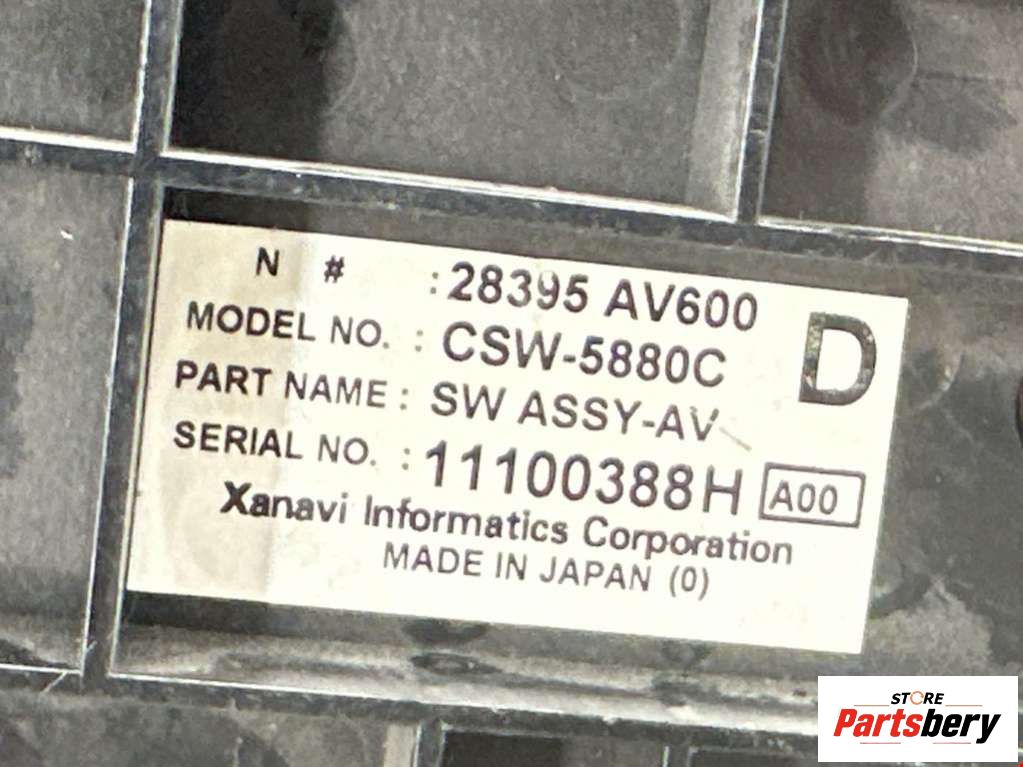 N # : 28395 AV600
D
MODEL NO. : CSW-5880C
PART NAME : SW ASSY-AV
SERIAL NO. : 11100388H A00
Xanavi Informatics Corporation
MADE IN JAPAN (0)
STORE
Partsbery